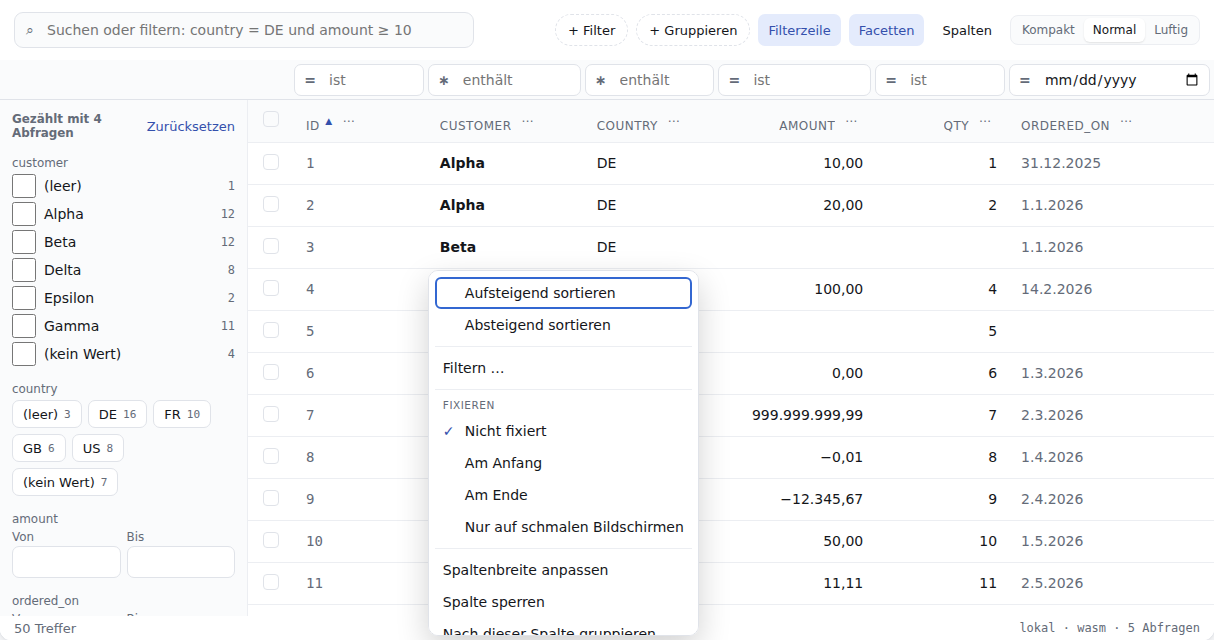 Suchen oder filtern: country = DE und amount ≥ 10
+ Filter
+ Gruppieren
Filterzeile
Facetten
Spalten
Kompakt Normal Luftig
= ist
∗ enthält
∗ enthält
= ist
= ist
= mm/dd/yyyy
Gezählt mit 4 Abfragen
Zurücksetzen
customer
(leer) 1
Alpha 12
Beta 12
Delta 8
Epsilon 2
Gamma 11
(kein Wert) 4
country
(leer) 3 DE 16 FR 10
GB 6 US 8
(kein Wert) 7
amount
Von Bis
ordered_on
ID ▲ ··· CUSTOMER ··· COUNTRY ··· AMOUNT ··· QTY ··· ORDERED_ON ···
1 Alpha DE 10,00 1 31.12.2025
2 Alpha DE 20,00 2 1.1.2026
3 Beta DE 1.1.2026
4 100,00 4 14.2.2026
5 5
6 0,00 6 1.3.2026
7 999.999.999,99 7 2.3.2026
8 −0,01 8 1.4.2026
9 −12.345,67 9 2.4.2026
10 50,00 10 1.5.2026
11 11,11 11 2.5.2026
Aufsteigend sortieren
Absteigend sortieren
Filtern …
FIXIEREN
✓ Nicht fixiert
Am Anfang
Am Ende
Nur auf schmalen Bildschirmen
Spaltenbreite anpassen
Spalte sperren
Nach dieser Spalte gruppieren
50 Treffer
lokal · wasm · 5 Abfragen